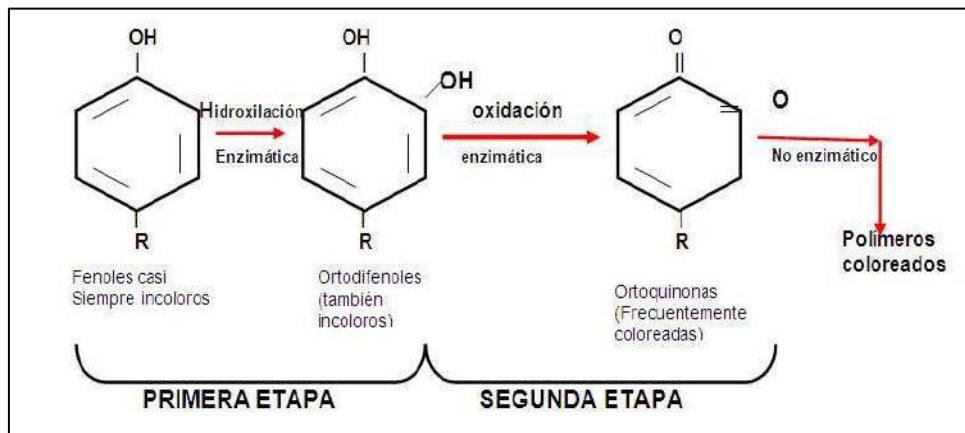 OH
OH
OH
O
O
Hidroxilación
Enzimática
oxidación
enzimática
No enzimático
R
R
R
Polímeros
coloreados
Fenoles casi
Siempre incoloros
Ortodifenoles
(también
incoloros)
Ortoquinonas
(Frecuentemente
coloreadas)
PRIMERA ETAPA
SEGUNDA ETAPA